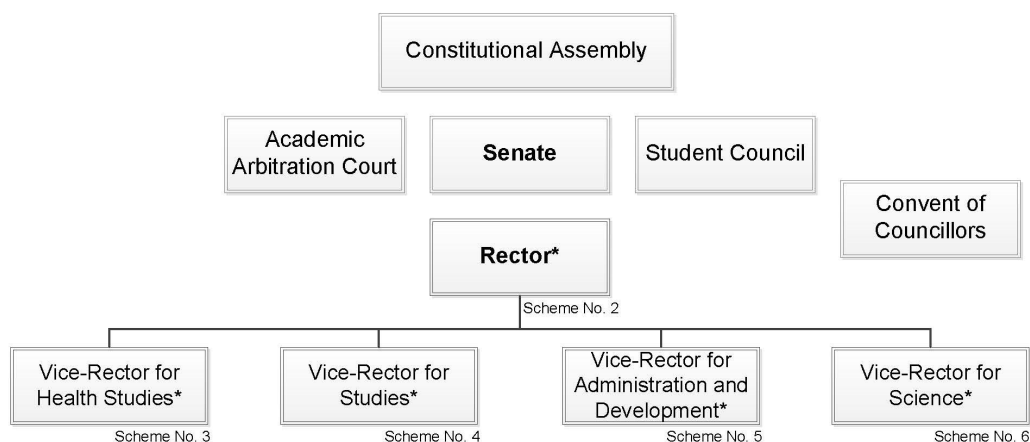 Constitutional Assembly
Academic
Arbitration Court
Senate
Student Council
Convent of
Councillors
Rector*
Scheme No. 2
Vice-Rector for
Health Studies*
Scheme No. 3
Vice-Rector for
Studies*
Scheme No. 4
Vice-Rector for
Administration and
Development*
Scheme No. 5
Vice-Rector for
Science*
Scheme No. 6